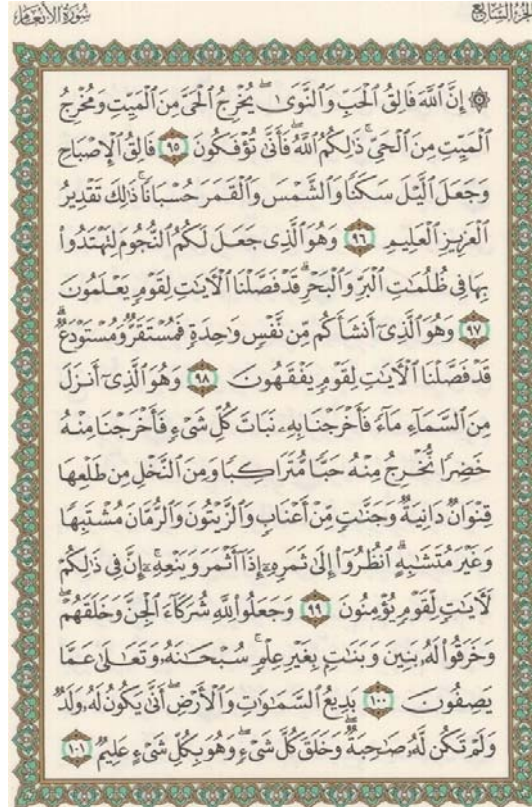 الجزء السابع
سورة الأنعام
۞ إِنَّ ٱللَّهَ فَالِقُ ٱلْحَبِّ وَٱلنَّوَىٰۖ يُخْرِجُ ٱلْحَىَّ مِنَ ٱلْمَيِّتِ وَمُخْرِجُ
ٱلْمَيِّتِ مِنَ ٱلْحَىِّۚ ذَٰلِكُمُ ٱللَّهُۖ فَأَنَّىٰ تُؤْفَكُونَ ٩٥ فَالِقُ ٱلْإِصْبَاحِ
وَجَعَلَ ٱلَّيْلَ سَكَنًا وَٱلشَّمْسَ وَٱلْقَمَرَ حُسْبَانًاۚ ذَٰلِكَ تَقْدِيرُ
ٱلْعَزِيزِ ٱلْعَلِيمِ ٩٦ وَهُوَ ٱلَّذِى جَعَلَ لَكُمُ ٱلنُّجُومَ لِتَهْتَدُوا۟
بِهَا فِى ظُلُمَٰتِ ٱلْبَرِّ وَٱلْبَحْرِۗ قَدْ فَصَّلْنَا ٱلْءَايَٰتِ لِقَوْمٍ يَعْلَمُونَ
٩٧ وَهُوَ ٱلَّذِىٓ أَنشَأَكُم مِّن نَّفْسٍ وَٰحِدَةٍ فَمُسْتَقَرٌّ وَمُسْتَوْدَعٌۗ
قَدْ فَصَّلْنَا ٱلْءَايَٰتِ لِقَوْمٍ يَفْقَهُونَ ٩٨ وَهُوَ ٱلَّذِىٓ أَنزَلَ
مِنَ ٱلسَّمَآءِ مَآءً فَأَخْرَجْنَا بِهِۦ نَبَاتَ كُلِّ شَىْءٍ فَأَخْرَجْنَا مِنْهُ
خَضِرًا نُّخْرِجُ مِنْهُ حَبًّا مُّتَرَاكِبًا وَمِنَ ٱلنَّخْلِ مِن طَلْعِهَا
قِنْوَانٌ دَانِيَةٌ وَجَنَّٰتٍ مِّنْ أَعْنَابٍ وَٱلزَّيْتُونَ وَٱلرُّمَّانَ مُشْتَبِهًا
وَغَيْرَ مُتَشَٰبِهٍۗ ٱنظُرُوٓا۟ إِلَىٰ ثَمَرِهِۦٓ إِذَآ أَثْمَرَ وَيَنْعِهِۦٓۚ إِنَّ فِى ذَٰلِكُمْ
لَءَايَٰتٍ لِّقَوْمٍ يُؤْمِنُونَ ٩٩ وَجَعَلُوا۟ لِلَّهِ شُرَكَآءَ ٱلْجِنَّ وَخَلَقَهُمْۖ
وَخَرَقُوا۟ لَهُۥ بَنِينَ وَبَنَٰتٍۭ بِغَيْرِ عِلْمٍۚ سُبْحَٰنَهُۥ وَتَعَٰلَىٰ عَمَّا
يَصِفُونَ ١٠٠ بَدِيعُ ٱلسَّمَٰوَٰتِ وَٱلْأَرْضِۖ أَنَّىٰ يَكُونُ لَهُۥ وَلَدٌ
وَلَمْ تَكُن لَّهُۥ صَٰحِبَةٌۖ وَخَلَقَ كُلَّ شَىْءٍۖ وَهُوَ بِكُلِّ شَىْءٍ عَلِيمٌ ١٠١